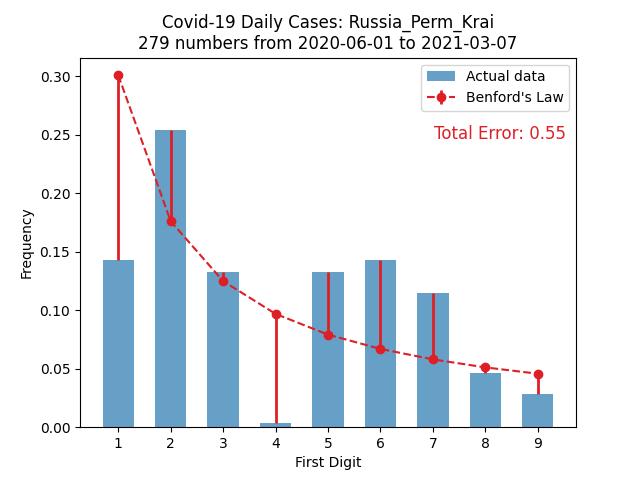 Covid-19 Daily Cases: Russia_Perm_Krai
279 numbers from 2020-06-01 to 2021-03-07
Actual data
Benford's Law
Total Error: 0.55
Frequency
0.30
0.25
0.20
0.15
0.10
0.05
0.00
1 2 3 4 5 6 7 8 9
First Digit